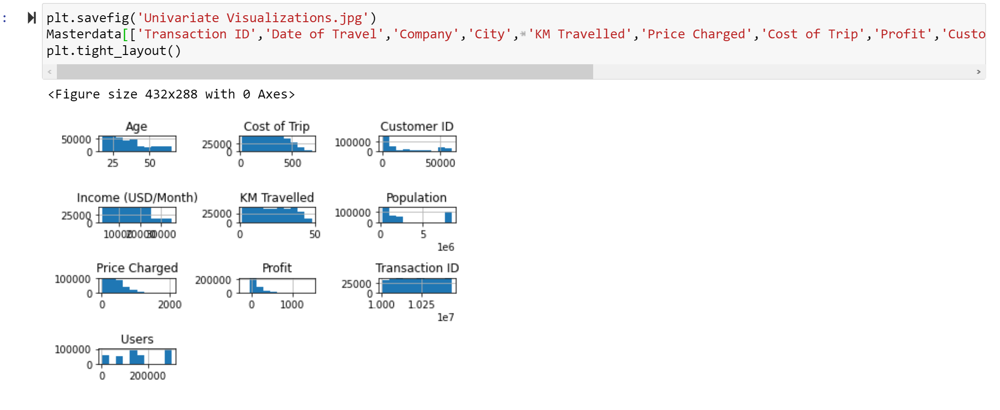 :
plt.savefig('Univariate Visualizations.jpg')
Masterdata[['Transaction ID','Date of Travel','Company','City', 'KM Travelled','Price Charged','Cost of Trip','Profit','Custo
plt.tight_layout()
<Figure size 432x288 with 0 Axes>
Age Cost of Trip Customer ID
50000 25000 100000
0 0 0
25 50 0 500 0 50000
Income (USD/Month) KM Travelled Population
25000 25000 100000
0 0 0
10000 20000 30000 0 50 0 5
1e6
Price Charged Profit Transaction ID
100000 200000 25000
0 0 0
0 2000 0 1000 1.000 1.025
1e7
Users
100000
0
0 200000